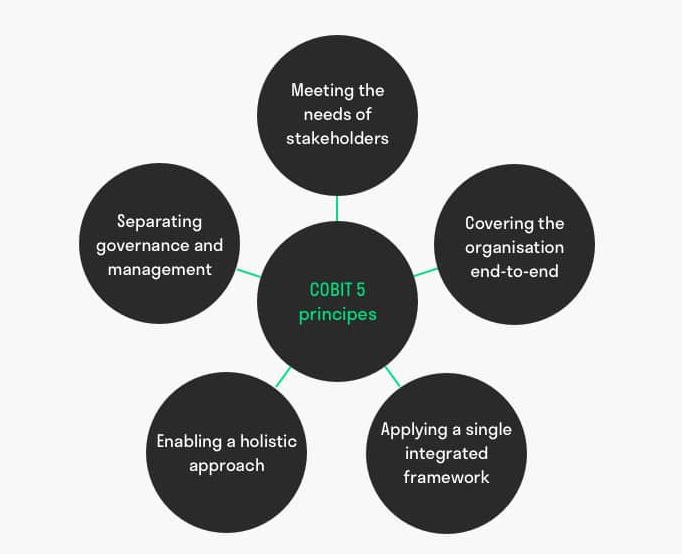 Meeting the
needs of
stakeholders
Separating
governance and
management
Covering the
organisation
end-to-end
COBIT 5
principes
Enabling a holistic
approach
Applying a single
integrated
framework